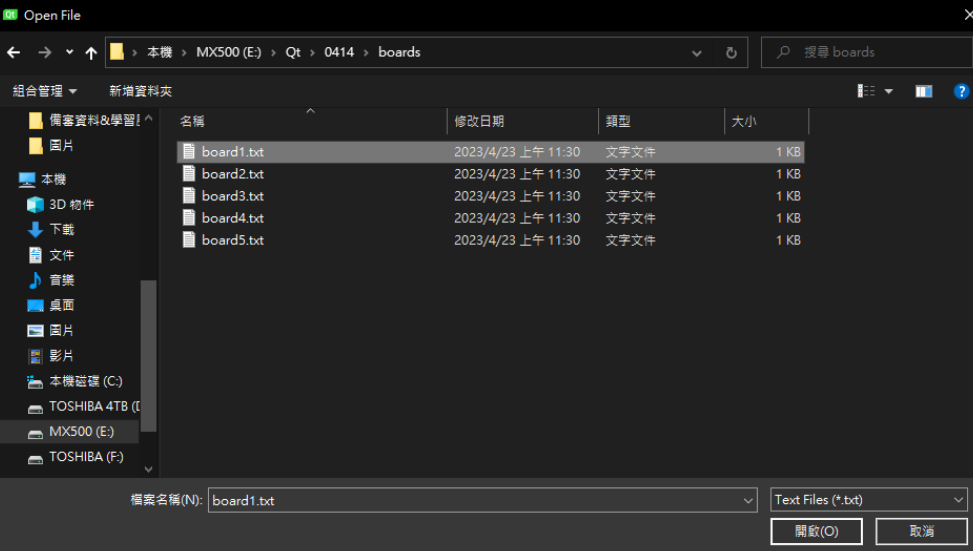 Qt Open File
本機 > MX500 (E:) > Qt > 0414 > boards
搜尋 boards
組合管理 新增資料夾
備審資料&學習
圖片
本機
3D 物件
下載
文件
音樂
桌面
圖片
影片
本機磁碟 (C:)
TOSHIBA 4TB (D
MX500 (E:)
TOSHIBA (F:)
名稱 修改日期 類型 大小
board1.txt 2023/4/23 上午 11:30 文字文件 1 KB
board2.txt 2023/4/23 上午 11:30 文字文件 1 KB
board3.txt 2023/4/23 上午 11:30 文字文件 1 KB
board4.txt 2023/4/23 上午 11:30 文字文件 1 KB
board5.txt 2023/4/23 上午 11:30 文字文件 1 KB
檔案名稱(N): board1.txt Text Files (*.txt)
開啟(O) 取消